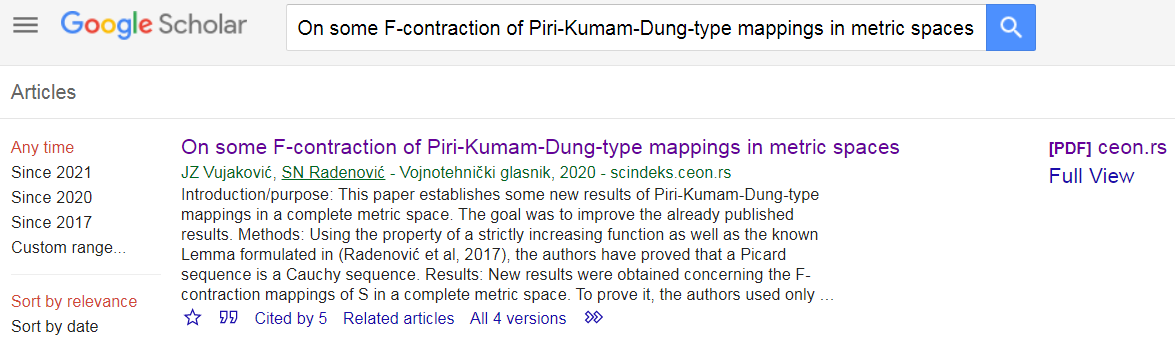 Google Scholar
On some F-contraction of Piri-Kumam-Dung-type mappings in metric spaces
Articles
Any time
Since 2021
Since 2020
Since 2017
Custom range...
Sort by relevance
Sort by date
On some F-contraction of Piri-Kumam-Dung-type mappings in metric spaces
JZ Vujaković, SN Radenović - Vojnotehnički glasnik, 2020 - scindeks.ceon.rs
Introduction/purpose: This paper establishes some new results of Piri-Kumam-Dung-type
mappings in a complete metric space. The goal was to improve the already published
results. Methods: Using the property of a strictly increasing function as well as the known
Lemma formulated in (Radenović et al, 2017), the authors have proved that a Picard
sequence is a Cauchy sequence. Results: New results were obtained concerning the F-
contraction mappings of S in a complete metric space. To prove it, the authors used only ...
Cited by 5 Related articles All 4 versions
[PDF] ceon.rs
Full View